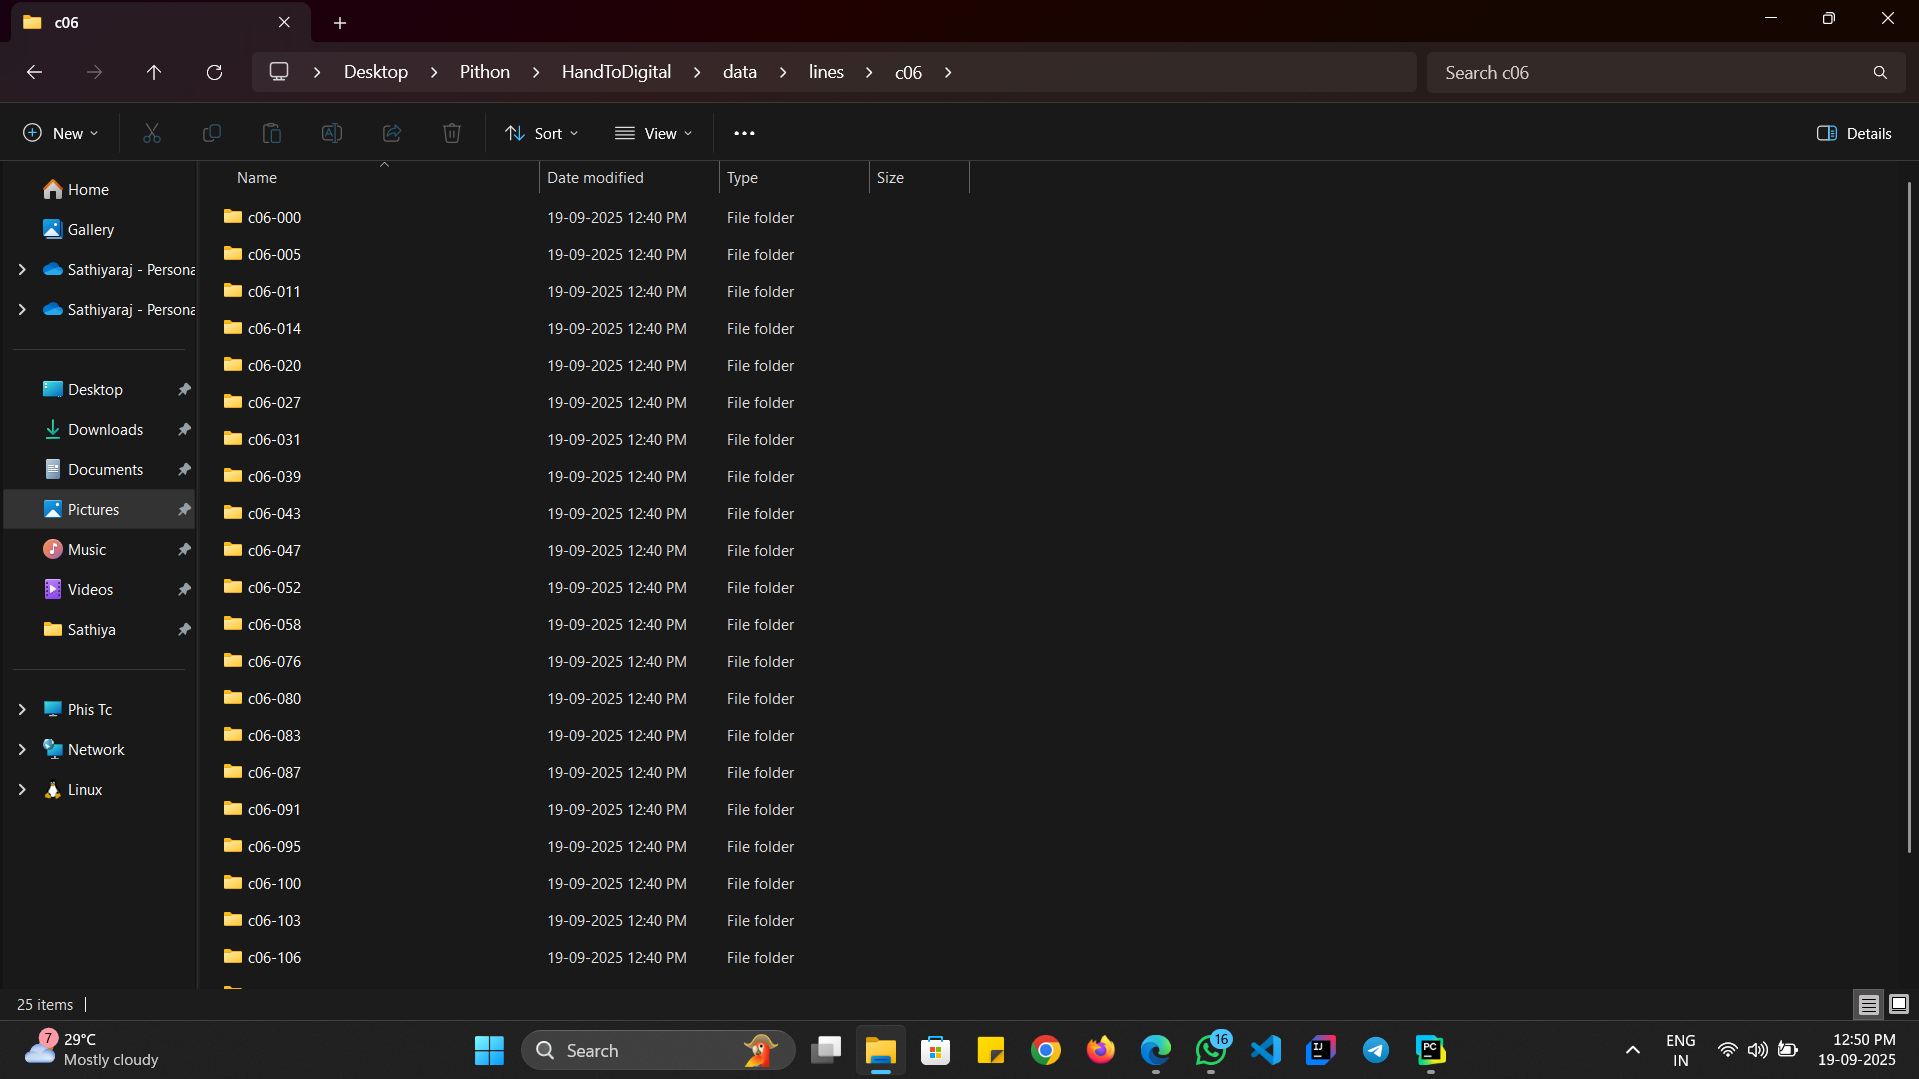 c06
Desktop > Pithon > HandToDigital > data > lines > c06 >
Search c06
New
Sort
View
Details
Name Date modified Type Size
Home
Gallery
Sathiyaraj - Persona
Sathiyaraj - Persona
Desktop
Downloads
Documents
Pictures
Music
Videos
Sathiya
Phis Tc
Network
Linux
c06-000 19-09-2025 12:40 PM File folder
c06-005 19-09-2025 12:40 PM File folder
c06-011 19-09-2025 12:40 PM File folder
c06-014 19-09-2025 12:40 PM File folder
c06-020 19-09-2025 12:40 PM File folder
c06-027 19-09-2025 12:40 PM File folder
c06-031 19-09-2025 12:40 PM File folder
c06-039 19-09-2025 12:40 PM File folder
c06-043 19-09-2025 12:40 PM File folder
c06-047 19-09-2025 12:40 PM File folder
c06-052 19-09-2025 12:40 PM File folder
c06-058 19-09-2025 12:40 PM File folder
c06-076 19-09-2025 12:40 PM File folder
c06-080 19-09-2025 12:40 PM File folder
c06-083 19-09-2025 12:40 PM File folder
c06-087 19-09-2025 12:40 PM File folder
c06-091 19-09-2025 12:40 PM File folder
c06-095 19-09-2025 12:40 PM File folder
c06-100 19-09-2025 12:40 PM File folder
c06-103 19-09-2025 12:40 PM File folder
c06-106 19-09-2025 12:40 PM File folder
25 items
7
29°C
Mostly cloudy
Search
16
IJ
PC
ENG
IN
12:50 PM
19-09-2025